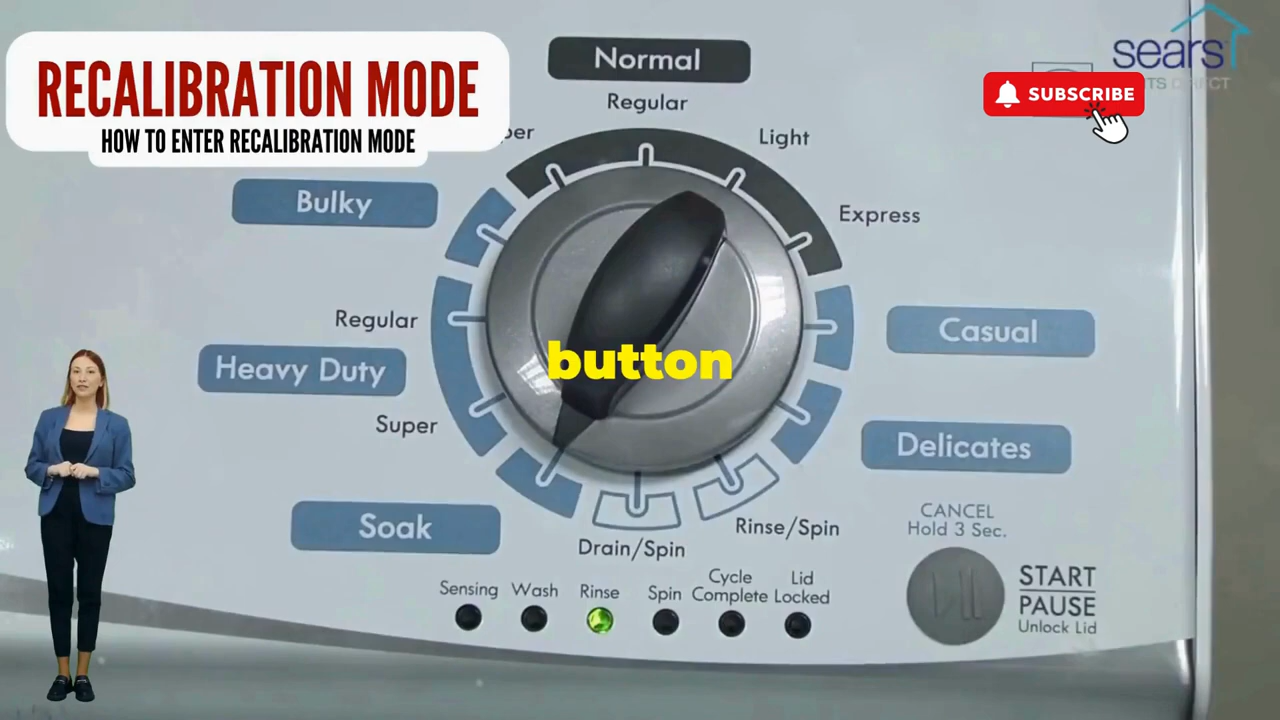 RECALIBRATION MODE
HOW TO ENTER RECALIBRATION MODE
sears
SUBSCRIBE
Normal
Regular
Light
Bulky
Express
Regular
Casual
Heavy Duty
button
Super
Delicates
Soak
Rinse/Spin
Drain/Spin
CANCEL
Hold 3 Sec.
Sensing
Wash
Rinse
Spin
Cycle
Complete
Lid
Locked
START
PAUSE
Unlock Lid